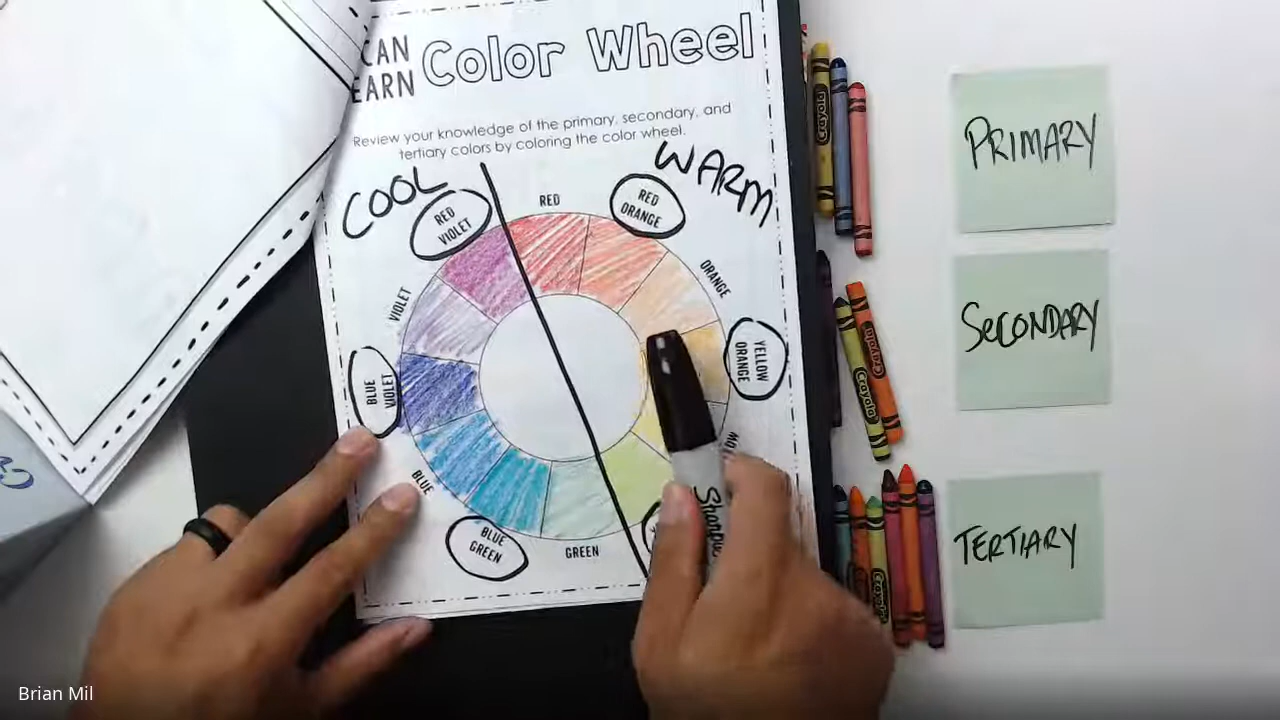 CAN
EARN
Color Wheel
Review your knowledge of the primary, secondary, and
tertiary colors by coloring the color wheel.
COOL
WARM
RED
VIOLET
RED
RED
ORANGE
VIOLET
ORANGE
BLUE
VIOLET
YELLOW
ORANGE
BLUE
BLUE
GREEN
GREEN
Sharpie
Crayola
Crayola
Crayola
Crayola
PRIMARY
SECONDARY
TERTIARY
Brian Mil